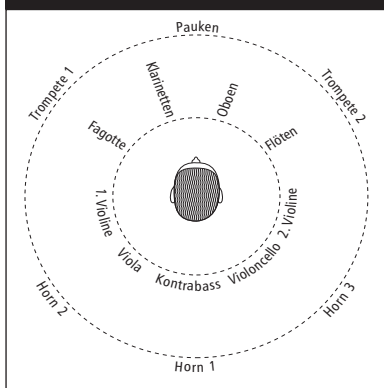 Pauken
Trompete 1
Klarinetten
Oboen
Trompete 2
Fagotte
Flöten
1. Violine
2. Violine
Viola
Kontrabass
Violoncello
Horn 2
Horn 3
Horn 1